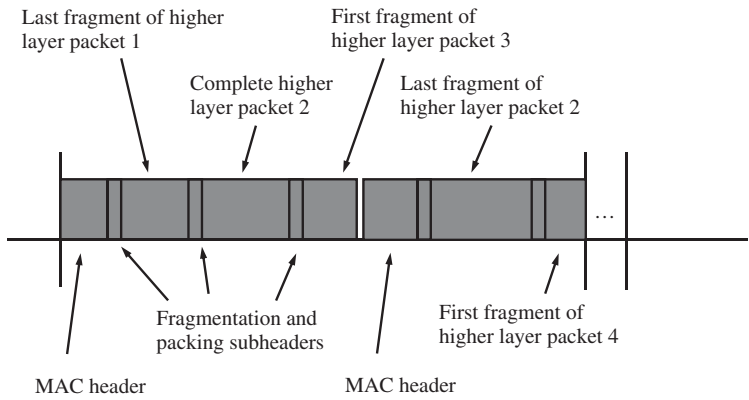 Last fragment of higher
layer packet 1
First fragment of
higher layer packet 3
Complete higher
layer packet 2
Last fragment of
higher layer packet 2
...
Fragmentation and
packing subheaders
First fragment of
higher layer packet 4
MAC header
MAC header